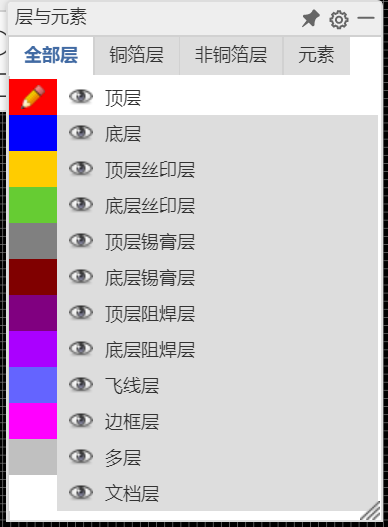 层与元素
全部层 铜箔层 非铜箔层 元素
顶层
底层
顶层丝印层
底层丝印层
顶层锡膏层
底层锡膏层
顶层阻焊层
底层阻焊层
飞线层
边框层
多层
文档层